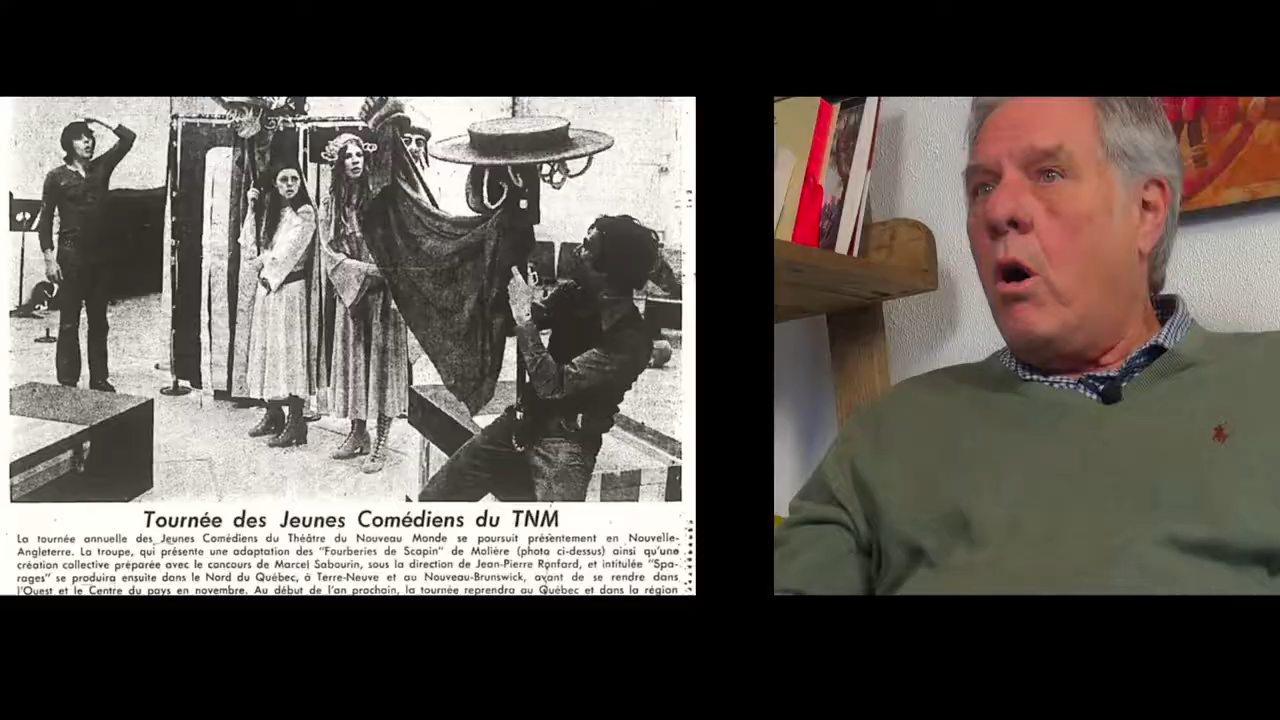 Tournée des Jeunes Comédiens du TNM
La tournée annuelle des Jeunes Comédiens du Théâtre du Nouveau Monde se poursuit présentement en Nouvelle-
Angleterre. La troupe, qui présente une adaptation des "Fourberies de Scapin" de Molière (photo ci-dessus) ainsi qu'une
création collective préparée avec le concours de Marcel Sabourin, sous la direction de Jean-Pierre Ronfard, et intitulée "Spa-
rages" se produira ensuite dans le Nord du Québec, à Terre-Neuve et au Nouveau-Brunswick, avant de se rendre dans
l'Ouest et le Centre du pays en novembre. Au début de l'an prochain, la tournée reprendra au Québec et dans la région